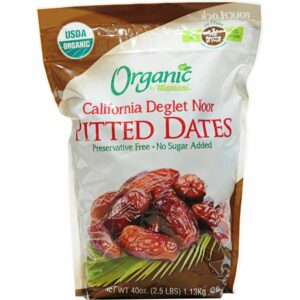 TOUCHLOCK
USDA
ORGANIC
Organic
by Mariani
California Deglet Noor
PITTED DATES
Preservative Free • No Sugar Added
NET WT 40oz. (2.5 LBS) 1.13Kg